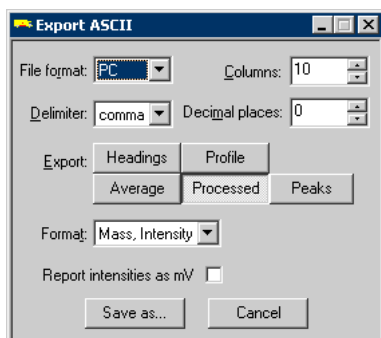 Export ASCII
File format: PC Columns: 10
Delimiter: comma Decimal places: 0
Export: Headings Profile
Average Processed Peaks
Format: Mass, Intensity
Report intensities as mV
Save as... Cancel